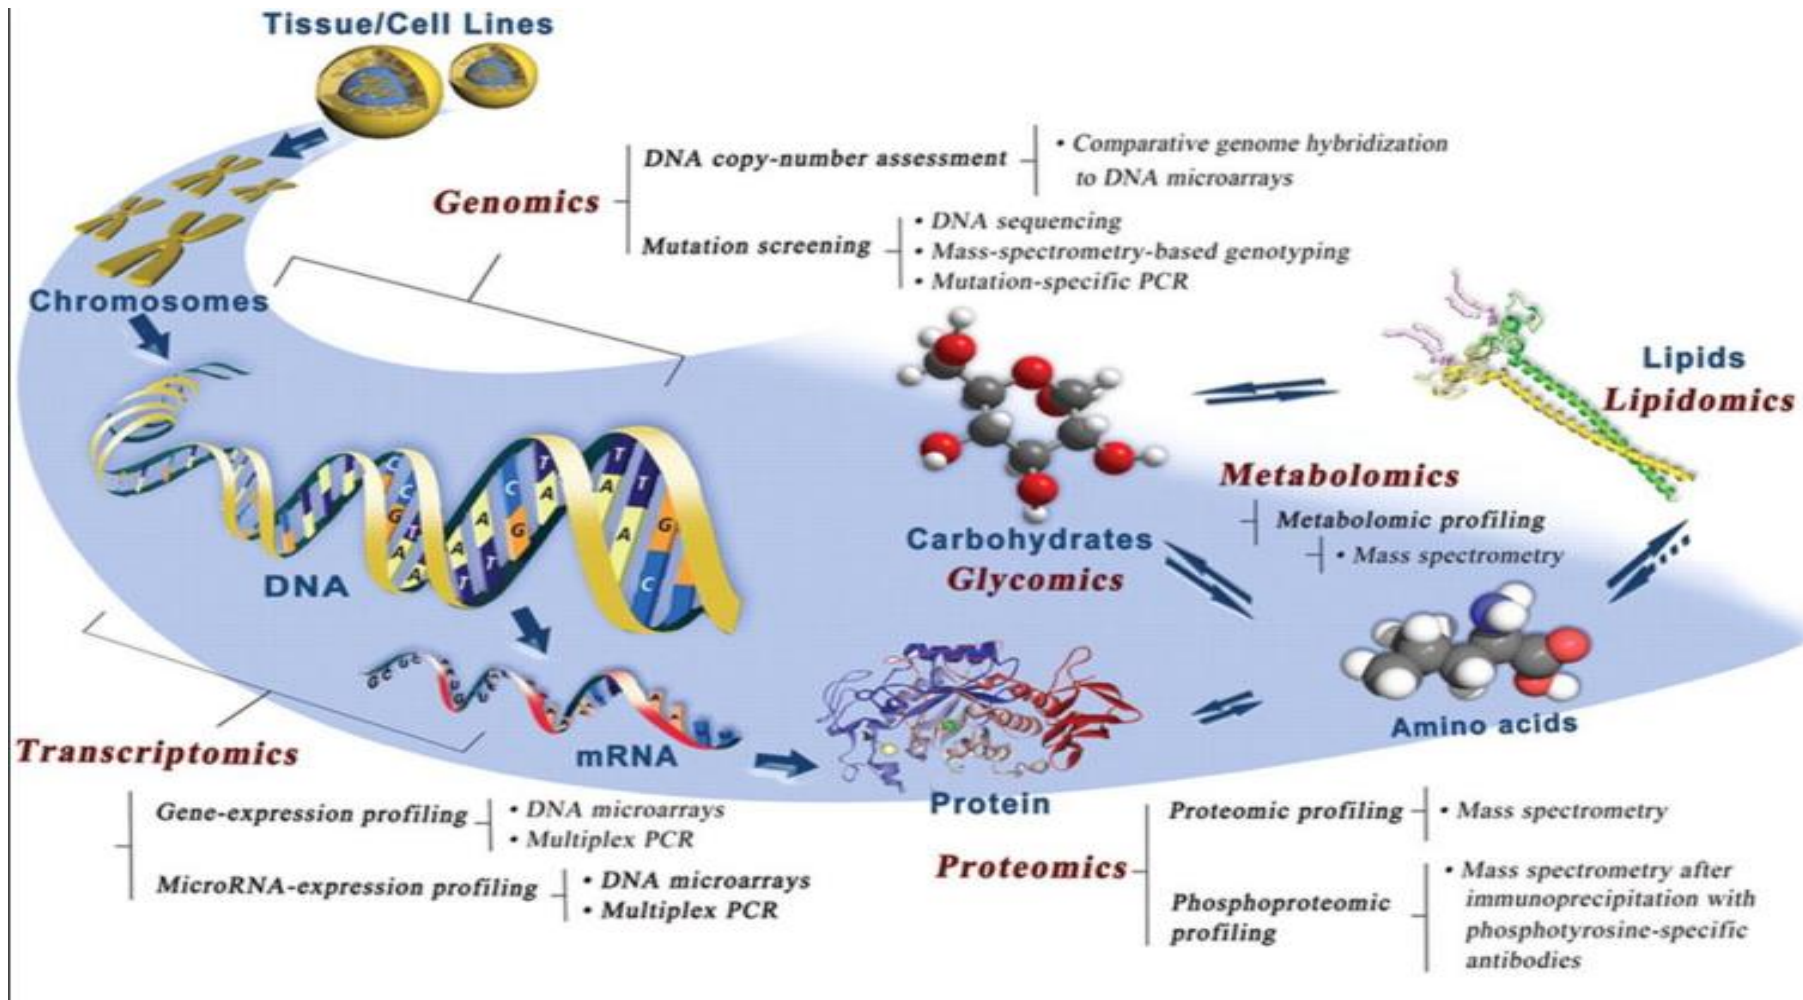 Tissue/Cell Lines
DNA copy-number assessment
• Comparative genome hybridization
to DNA microarrays
Genomics
Mutation screening
• DNA sequencing
• Mass-spectrometry-based genotyping
• Mutation-specific PCR
Chromosomes
Lipids
Lipidomics
Metabolomics
Metabolomic profiling
• Mass spectrometry
Carbohydrates
Glycomics
DNA
Amino acids
mRNA
Transcriptomics
Gene-expression profiling
• DNA microarrays
• Multiplex PCR
MicroRNA-expression profiling
• DNA microarrays
• Multiplex PCR
Protein
Proteomics
Proteomic profiling
• Mass spectrometry
Phosphoproteomic
profiling
• Mass spectrometry after
immunoprecipitation with
phosphotyrosine-specific
antibodies